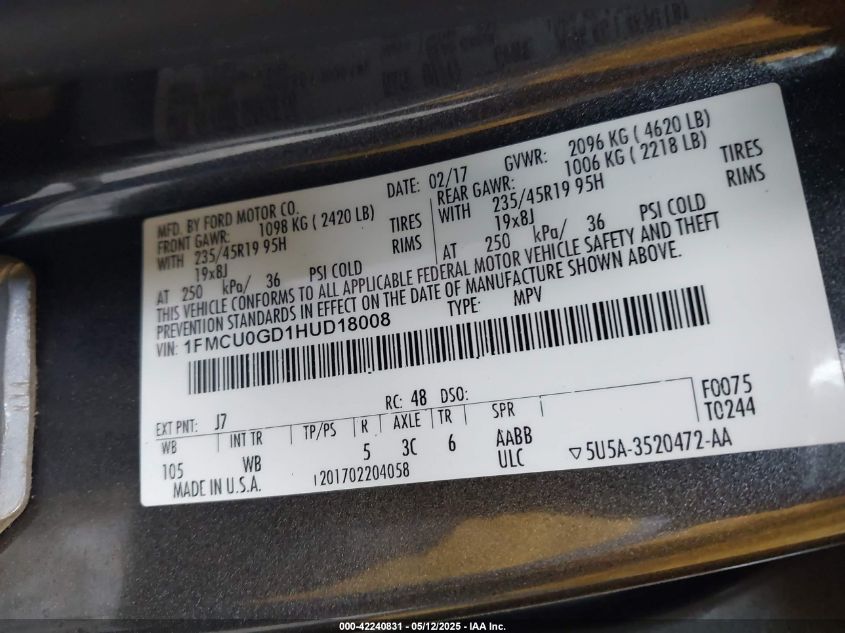 MFD. BY FORD MOTOR CO.
DATE: 02/17 GVWR: 2096 KG ( 4620 LB)
FRONT GAWR: 1098 KG ( 2420 LB)
REAR GAWR: 1006 KG ( 2218 LB)
WITH 235/45R19 95H TIRES
WITH 235/45R19 95H TIRES
19x8J RIMS
19x8J RIMS
AT 250 kPa/ 36 PSI COLD
AT 250 kPa/ 36 PSI COLD
THIS VEHICLE CONFORMS TO ALL APPLICABLE FEDERAL MOTOR VEHICLE SAFETY AND THEFT
PREVENTION STANDARDS IN EFFECT ON THE DATE OF MANUFACTURE SHOWN ABOVE.
VIN: 1FMCU0GD1HUD18008 TYPE: MPV
EXT PNT: J7 RC: 48 DSO:
WB INT TR TP/PS R AXLE TR SPR F0075
105 WB 5 3C 6 AABB T0244
ULC
MADE IN U.S.A. 201702204058 5U5A-3520472-AA
000-42240831 - 05/12/2025 - IAA Inc.